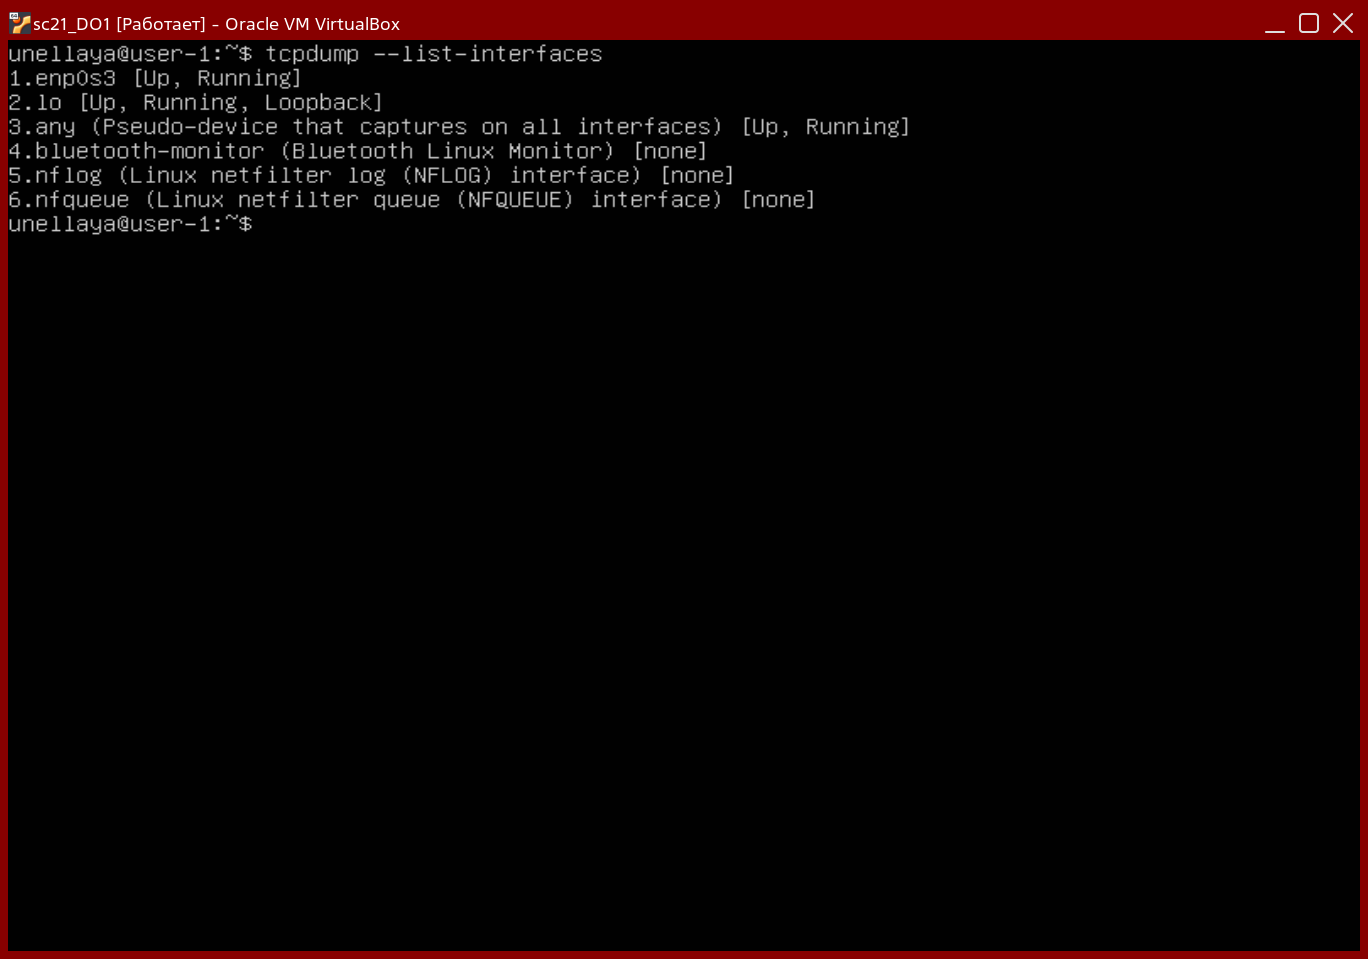 sc21_DO1 [Работает] - Oracle VM VirtualBox
unellaya@user-1:~$ tcpdump --list-interfaces
1.enp0s3 [Up, Running]
2.lo [Up, Running, Loopback]
3.any (Pseudo-device that captures on all interfaces) [Up, Running]
4.bluetooth-monitor (Bluetooth Linux Monitor) [none]
5.nflog (Linux netfilter log (NFLOG) interface) [none]
6.nfqueue (Linux netfilter queue (NFQUEUE) interface) [none]
unellaya@user-1:~$